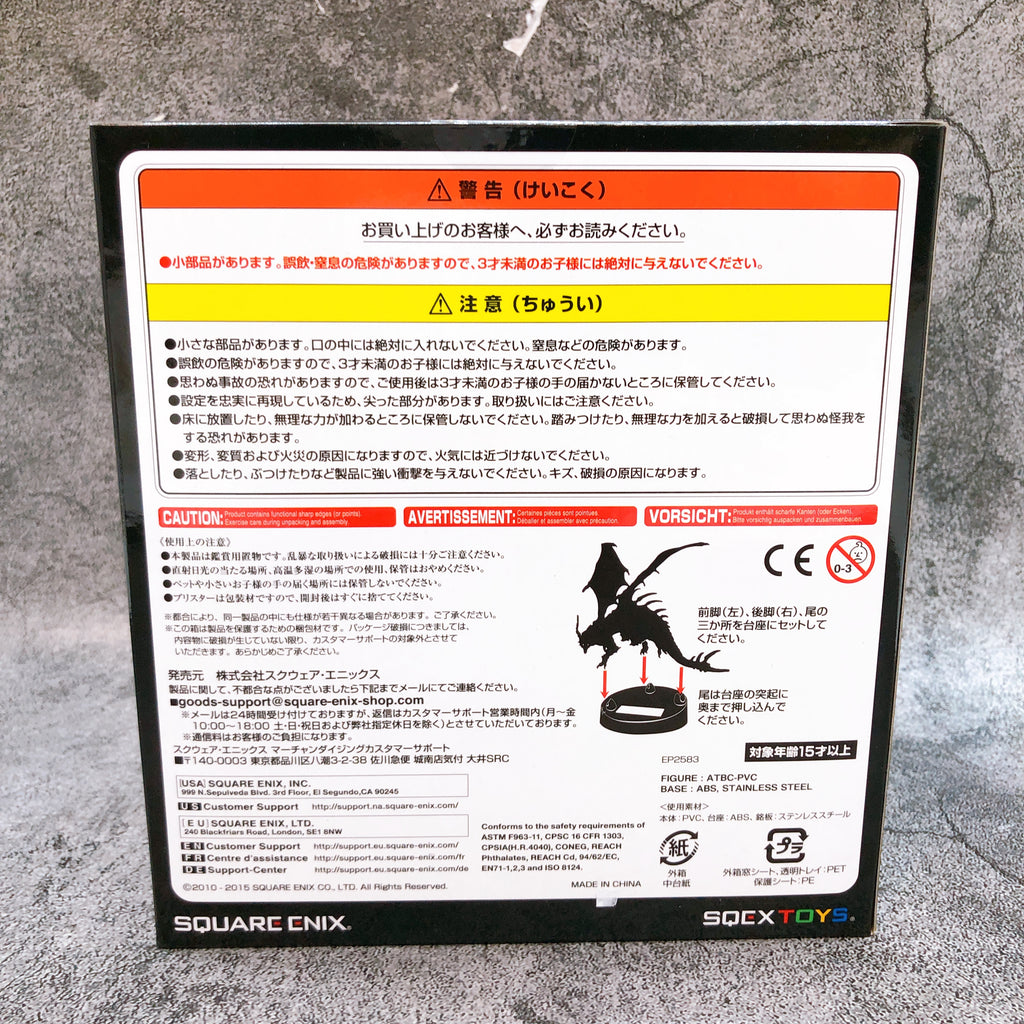 ⚠ 警告（けいこく）
お買い上げのお客様へ、必ずお読みください。
●小部品があります。誤飲・窒息の危険がありますので、3才未満のお子様には絶対に与えないでください。
⚠ 注意（ちゅうい）
●小さな部品があります。口の中には絶対に入れないでください。窒息などの危険があります。
●誤飲の危険がありますので、3才未満のお子様には絶対に与えないでください。
●思わぬ事故の恐れがありますので、ご使用後は3才未満のお子様の手の届かないところに保管してください。
●設定を忠実に再現しているため、尖った部分があります。取り扱いにはご注意ください。
●床に放置したり、無理な力が加わるところに保管しないでください。踏みつけたり、無理な力を加えると破損して思わぬ怪我を
する恐れがあります。
●変形、変質および火災の原因になりますので、火気には近づけないでください。
●落としたり、ぶつけたりなど製品に強い衝撃を与えないでください。キズ、破損の原因になります。
CAUTION: Product contains functional sharp edges (or points).
Exercise care during unpacking and assembly.
AVERTISSEMENT: Certaines pièces sont pointues.
Déballer et assembler avec précaution.
VORSICHT: Produkt enthält scharfe Kanten (oder Ecken).
Bitte vorsichtig auspacken und zusammenbauen.
《使用上の注意》
●本製品は鑑賞用置物です。乱暴な取り扱いによる破損には十分ご注意ください。
●直射日光の当たる場所、高温多湿の場所での使用、保管はおやめください。
●ペットや小さいお子様の手の届く場所には保管しないでください。
●ブリスターは包装材ですので、開封後はすぐに捨ててください。
※都合により、同一製品の中にも仕様が若干異なる場合があります。ご了承ください。
※この箱は製品を保護するための梱包材です。パッケージ破損につきましては、
内容物に破損が生じていない限り、カスタマーサポートの対象外とさせて
いただきます。あらかじめご了承ください。
CE
0-3
前脚（左）、後脚（右）、尾の
三か所を台座にセットして
ください。
尾は台座の突起に
奥まで押し込んで
ください。
発売元 株式会社スクウェア・エニックス
製品に関して、不都合な点がございましたら下記までメールにてご連絡ください。
■goods-support@square-enix-shop.com
※メールは24時間受け付けておりますが、返信はカスタマーサポート営業時間内（月〜金
10:00〜18:00 土・日・祝日および弊社指定休日を除く）とさせていただいております。
※通信料はお客様のご負担になります。
スクウェア・エニックス マーチャンダイジングカスタマーサポート
■〒140-0003 東京都品川区八潮3-2-38 佐川急便 城南店気付 大井SRC
[USA] SQUARE ENIX, INC.
999 N.Sepulveda Blvd. 3rd Floor, El Segundo,CA 90245
US Customer Support http://support.na.square-enix.com/
[EU] SQUARE ENIX, LTD.
240 Blackfriars Road, London, SE1 8NW
EN Customer Support http://support.eu.square-enix.com/
FR Centre d'assistance http://support.eu.square-enix.com/fr
DE Support-Center http://support.eu.square-enix.com/de
©2010 - 2015 SQUARE ENIX CO., LTD. All Rights Reserved.
Conforms to the safety requirements of
ASTM F963-11, CPSC 16 CFR 1303,
CPSIA(H.R.4040), CONEG, REACH
Phthalates, REACH Cd, 94/62/EC,
EN71-1,2,3 and ISO 8124.
MADE IN CHINA
EP2583
対象年齢15才以上
FIGURE : ATBC-PVC
BASE : ABS, STAINLESS STEEL
＜使用素材＞
本体：PVC、台座：ABS、銘板：ステンレススチール
紙
外箱
中台紙
プラ
外箱窓シート、透明トレイ：PET
保護シート：PE
SQUARE ENIX®
SQEX TOYS®